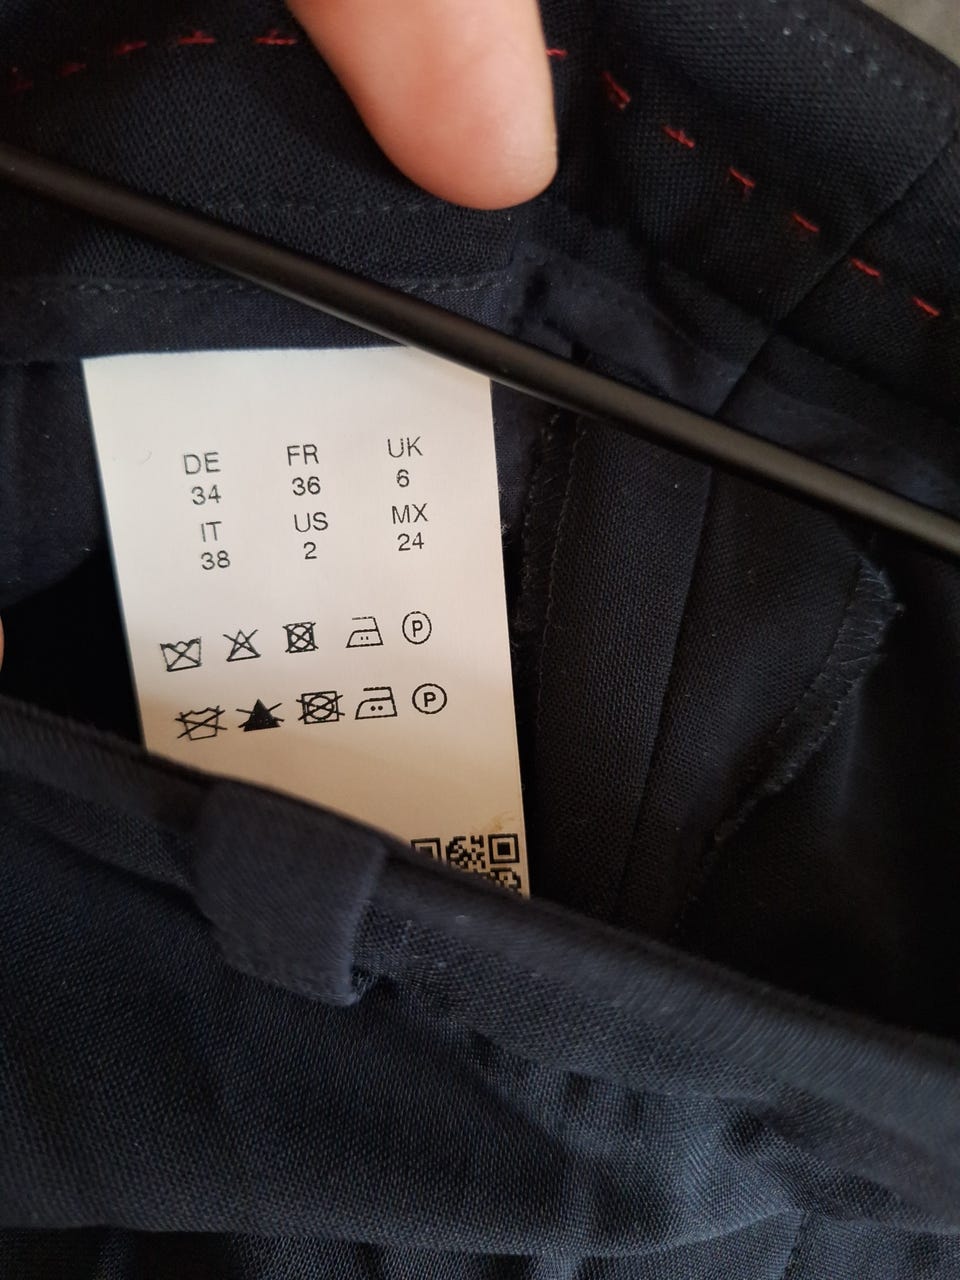 DE FR UK
34 36 6
IT US MX
38 2 24
P
P